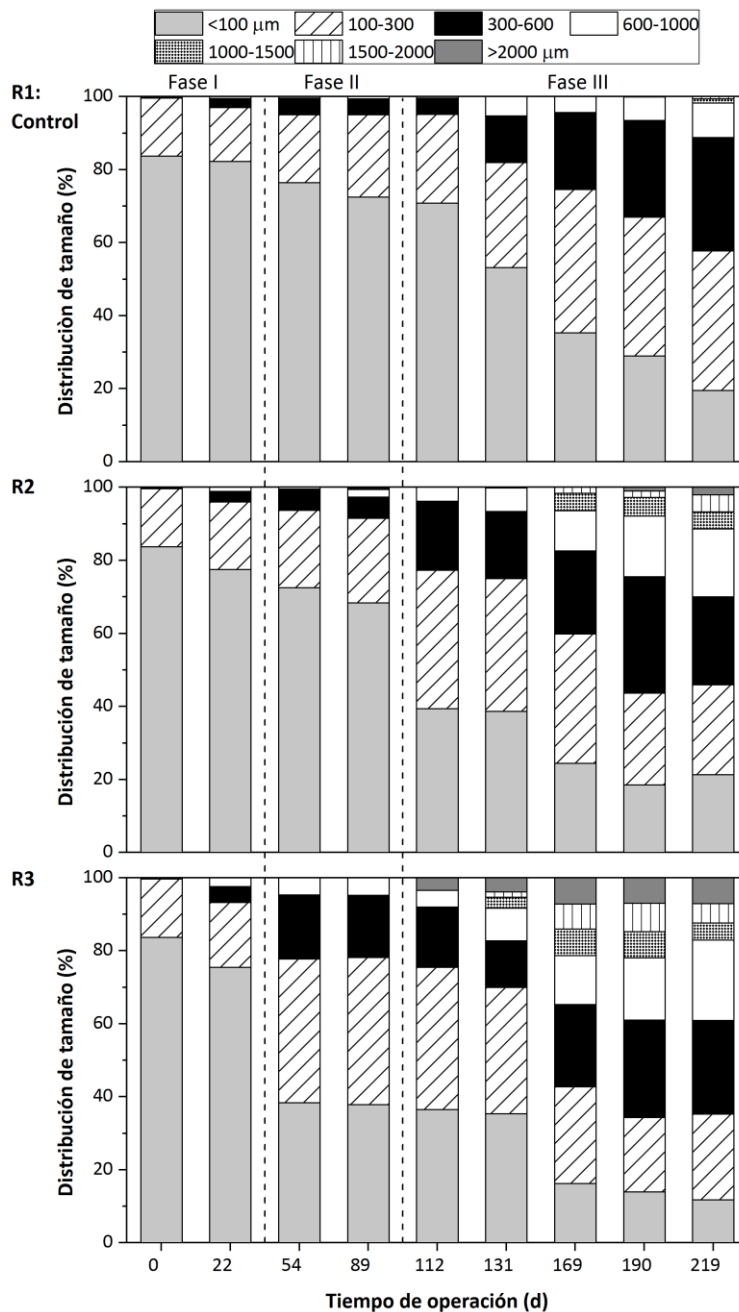 <100 µm 100-300 300-600 600-1000
1000-1500 1500-2000 >2000 µm
Fase I Fase II Fase III
R1:
Control
100
80
60
40
20
0
Distribuciòn de tamaño (%)
R2
100
80
60
40
20
0
Distribución de tamaño (%)
R3
100
80
60
40
20
0
Distribución de tamaño (%)
0 22 54 89 112 131 169 190 219
Tiempo de operación (d)